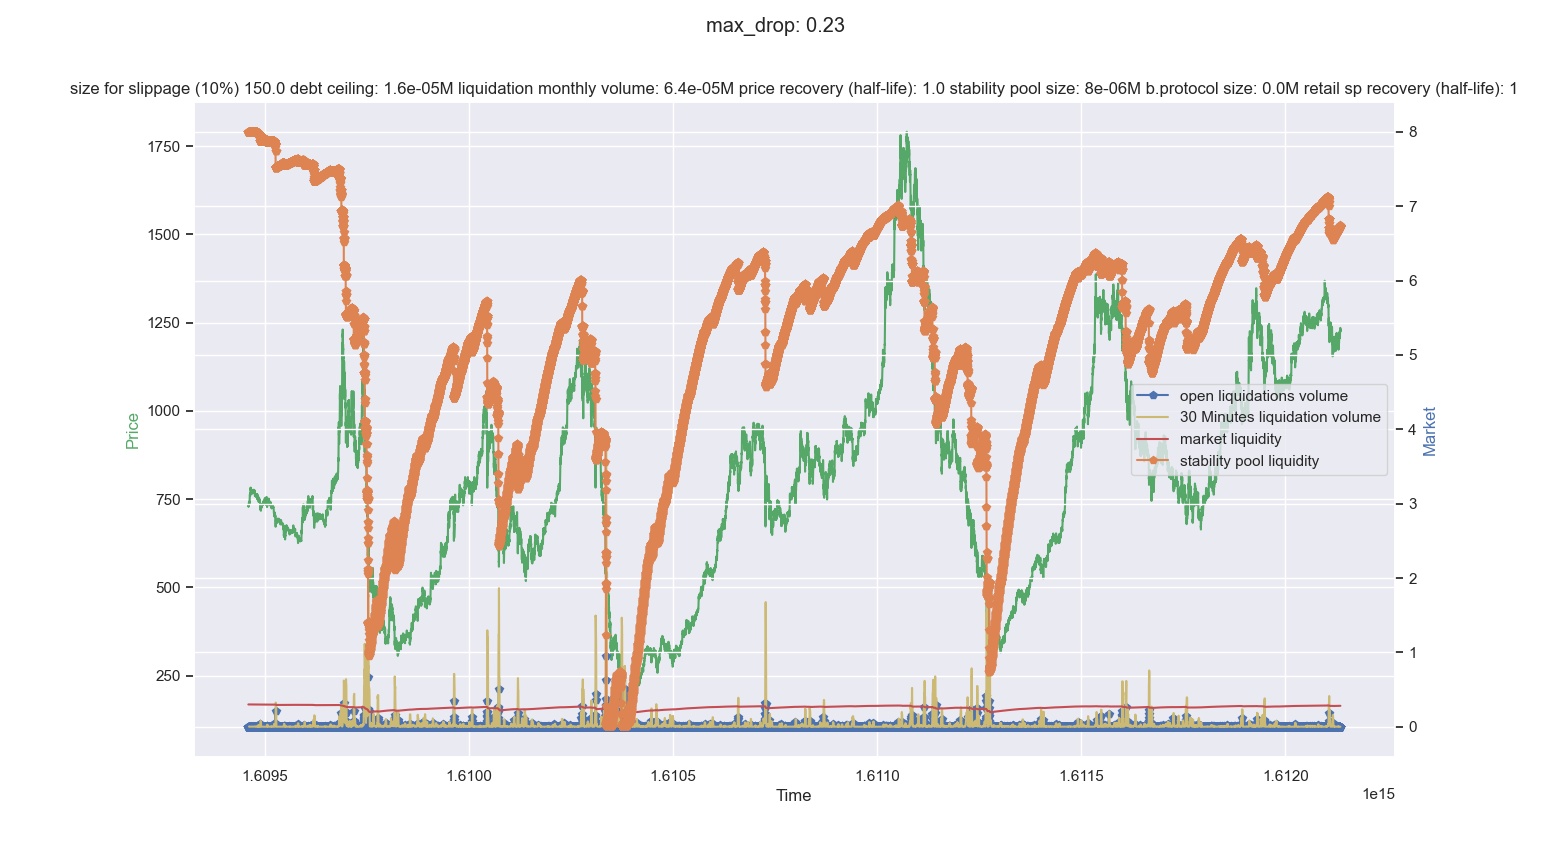 max_drop: 0.23
size for slippage (10%) 150.0 debt ceiling: 1.6e-05M liquidation monthly volume: 6.4e-05M price recovery (half-life): 1.0 stability pool size: 8e-06M b.protocol size: 0.0M retail sp recovery (half-life): 1
1750
1500
1250
1000
750
500
250
Price
8
7
6
5
4
3
2
1
0
Market
open liquidations volume
30 Minutes liquidation volume
market liquidity
stability pool liquidity
1.6095 1.6100 1.6105 1.6110 1.6115 1.6120
1e15
Time